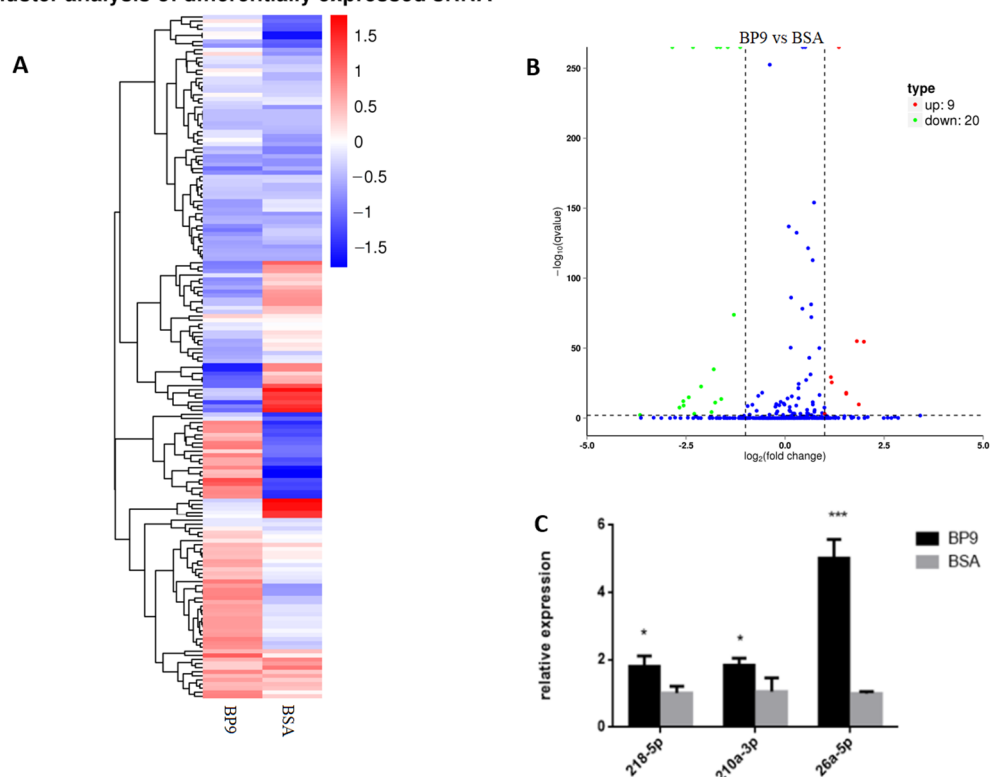 A
1.5
1
0.5
0
−0.5
−1
−1.5
BP9
BSA
B
BP9 vs BSA
250
200
150
100
50
0
−log10(qvalue)
-5.0
-2.5
0.0
2.5
5.0
log2(fold change)
type
up: 9
down: 20
C
6
4
2
0
relative expression
*
*
***
218-5p
210a-3p
26a-5p
BP9
BSA